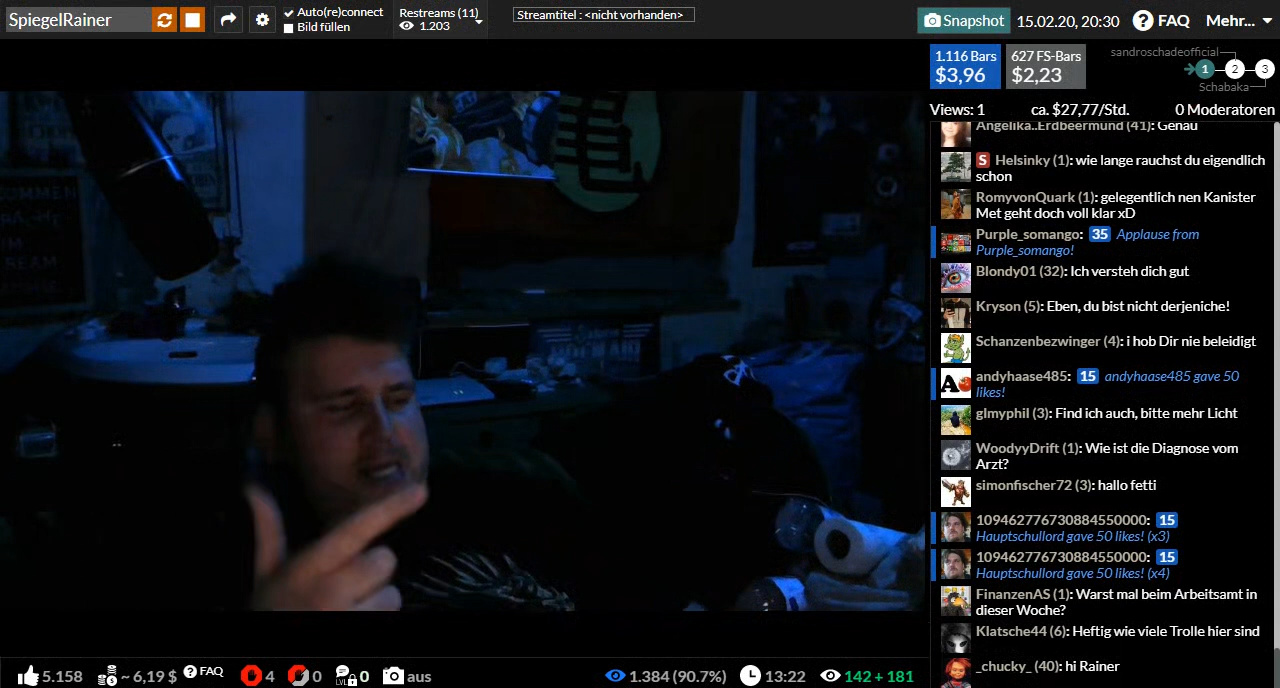 SpiegelRainer
Auto(re)connect
Bild füllen
Restreams (11)
1.203
Streamtitel : <nicht vorhanden>
Snapshot
15.02.20, 20:30
FAQ
Mehr...
1.116 Bars
$3,96
627 FS-Bars
$2,23
sandroschadeofficial
1
2
3
Schabaka
Views: 1
ca. $27,77/Std.
0 Moderatoren
Angelika..Erdbeermund (41): Genau
S Helsinky (1): wie lange rauchst du eigendlich
schon
RomyvonQuark (1): gelegentlich nen Kanister
Met geht doch voll klar xD
Purple_somango: 35 Applause from
Purple_somango!
Blondy01 (32): Ich versteh dich gut
Kryson (5): Eben, du bist nicht derjeniche!
Schanzenbezwinger (4): i hob Dir nie beleidigt
andyhaase485: 15 andyhaase485 gave 50
likes!
glmyphil (3): Find ich auch, bitte mehr Licht
WoodyyDrift (1): Wie ist die Diagnose vom
Arzt?
simonfischer72 (3): hallo fetti
109462776730884550000: 15
Hauptschullord gave 50 likes! (x3)
109462776730884550000: 15
Hauptschullord gave 50 likes! (x4)
FinanzenAS (1): Warst mal beim Arbeitsamt in
dieser Woche?
Klatsche44 (6): Heftig wie viele Trolle hier sind
_chucky_ (40): hi Rainer
5.158
~ 6,19 $
FAQ
4
0
LVL
0
aus
1.384 (90.7%)
13:22
142 + 181